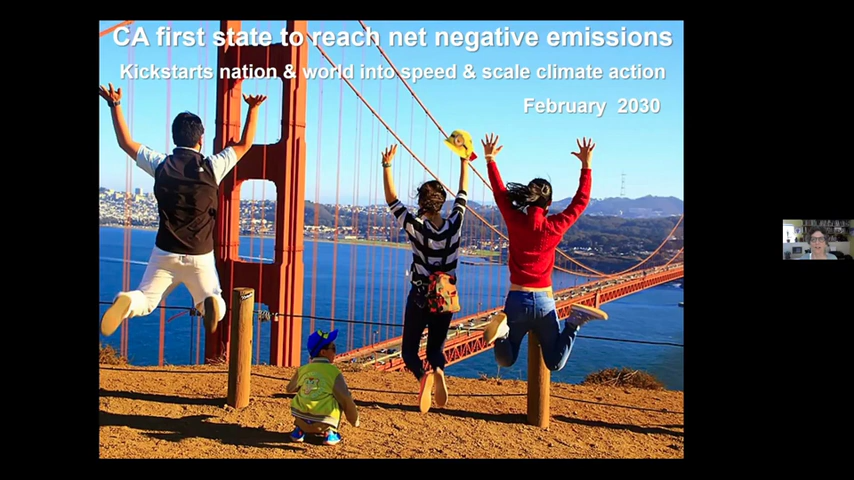 CA first state to reach net negative emissions
Kickstarts nation & world into speed & scale climate action
February 2030